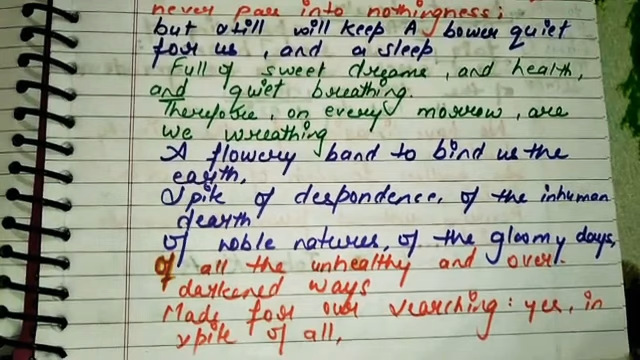 never pass into nothingness;
but still will keep A bower quiet
for us, and a sleep
Full of sweet dreams, and health,
and quiet breathing.
Therefore, on every morrow, are
we wreathing
A flowery band to bind us the
earth,
Spite of despondence, of the inhuman
dearth
Of noble natures, of the gloomy days,
Of all the unhealthy and over-
darkened ways
Made for our searching: yes, in
spite of all,